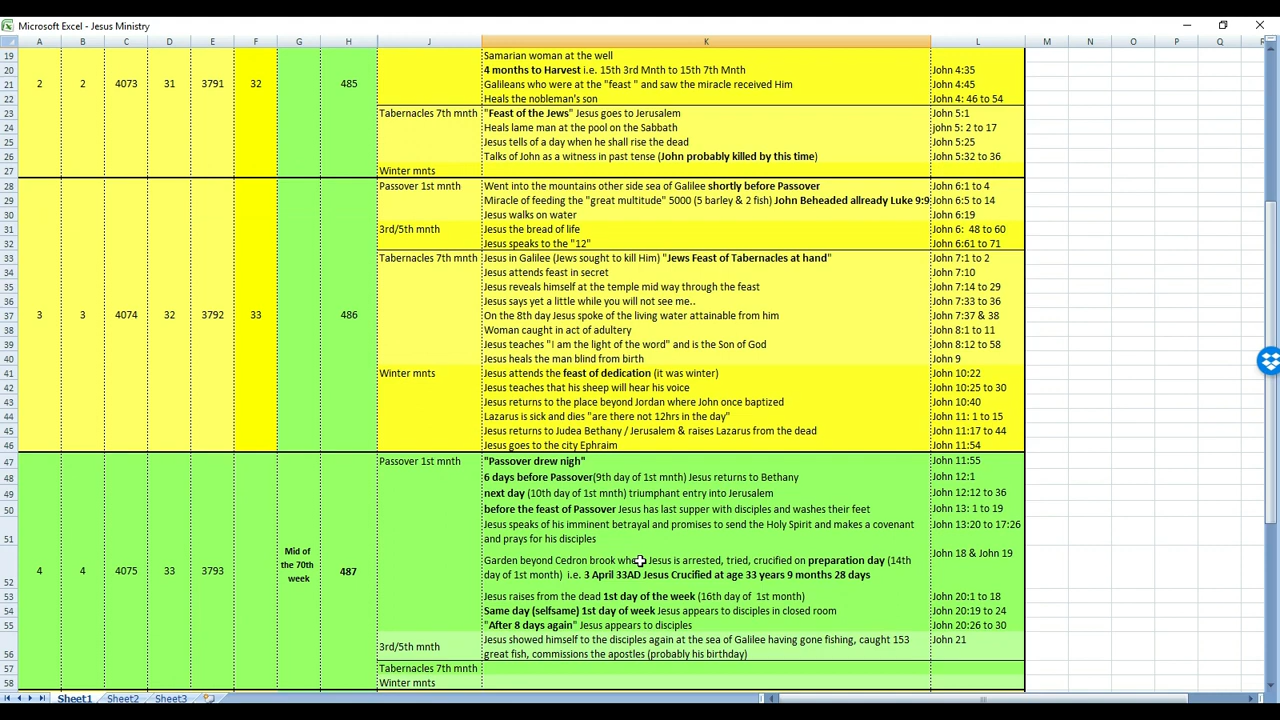 Microsoft Excel - Jesus Ministry
A B C D E F G H J K L M N O P Q R
19 Samarian woman at the well
20 4 months to Harvest i.e. 15th 3rd Mnth to 15th 7th Mnth John 4:35
21 2 2 4073 31 3791 32 485 Galileans who were at the "feast " and saw the miracle received Him John 4:45
22 Heals the nobleman's son John 4: 46 to 54
23 Tabernacles 7th mnth "Feast of the Jews" Jesus goes to Jerusalem John 5:1
24 Heals lame man at the pool on the Sabbath john 5: 2 to 17
25 Jesus tells of a day when he shall rise the dead John 5:25
26 Talks of John as a witness in past tense (John probably killed by this time) John 5:32 to 36
27 Winter mnts
28 Passover 1st mnth Went into the mountains other side sea of Galilee shortly before Passover John 6:1 to 4
29 Miracle of feeding the "great multitude" 5000 (5 barley & 2 fish) John Beheaded allready Luke 9:9 John 6:5 to 14
30 Jesus walks on water John 6:19
31 3rd/5th mnth Jesus the bread of life John 6: 48 to 60
32 Jesus speaks to the "12" John 6:61 to 71
33 Tabernacles 7th mnth Jesus in Galilee (Jews sought to kill Him) "Jews Feast of Tabernacles at hand" John 7:1 to 2
34 Jesus attends feast in secret John 7:10
35 Jesus reveals himself at the temple mid way through the feast John 7:14 to 29
36 Jesus says yet a little while you will not see me.. John 7:33 to 36
37 3 3 4074 32 3792 33 486 On the 8th day Jesus spoke of the living water attainable from him John 7:37 & 38
38 Woman caught in act of adultery John 8:1 to 11
39 Jesus teaches "I am the light of the word" and is the Son of God John 8:12 to 58
40 Jesus heals the man blind from birth John 9
41 Winter mnts Jesus attends the feast of dedication (it was winter) John 10:22
42 Jesus teaches that his sheep will hear his voice John 10:25 to 30
43 Jesus returns to the place beyond Jordan where John once baptized John 10:40
44 Lazarus is sick and dies "are there not 12hrs in the day" John 11: 1 to 15
45 Jesus returns to Judea Bethany / Jerusalem & raises Lazarus from the dead John 11:17 to 44
46 Jesus goes to the city Ephraim John 11:54
47 Passover 1st mnth "Passover drew nigh" John 11:55
48 6 days before Passover(9th day of 1st mnth) Jesus returns to Bethany John 12:1
49 next day (10th day of 1st mnth) triumphant entry into Jerusalem John 12:12 to 36
50 before the feast of Passover Jesus has last supper with disciples and washes their feet John 13: 1 to 19
Jesus speaks of his imminent betrayal and promises to send the Holy Spirit and makes a covenant John 13:20 to 17:26
51 and prays for his disciples
Mid of the 70th week
Garden beyond Cedron brook Jesus is arrested, tried, crucified on preparation day (14th John 18 & John 19
52 4 4 4075 33 3793 487 day of 1st mnth) i.e. 3 April 33AD Jesus Crucified at age 33 years 9 months 28 days
53 Jesus raises from the dead 1st day of the week (16th day of 1st mnth) John 20:1 to 18
54 Same day (selfsame) 1st day of week Jesus appears to disciples in closed room John 20:19 to 24
55 "After 8 days again" Jesus appears to disciples John 20:26 to 30
3rd/5th mnth Jesus showed himself to the disciples again at the sea of Galilee having gone fishing, caught 153 John 21
56 great fish, commissions the apostles (probably his birthday)
57 Tabernacles 7th mnth
58 Winter mnts
Sheet1 Sheet2 Sheet3